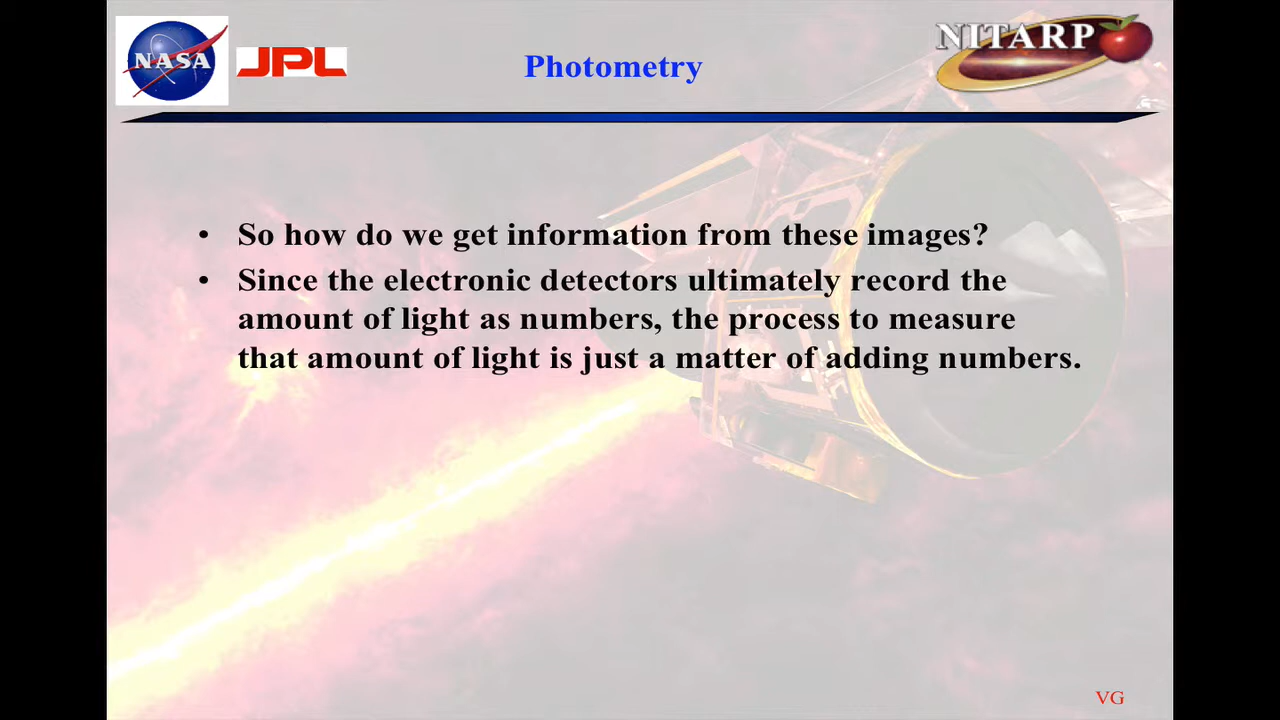 NASA
JPL
Photometry
NITARP
• So how do we get information from these images?
• Since the electronic detectors ultimately record the
amount of light as numbers, the process to measure
that amount of light is just a matter of adding numbers.
VG